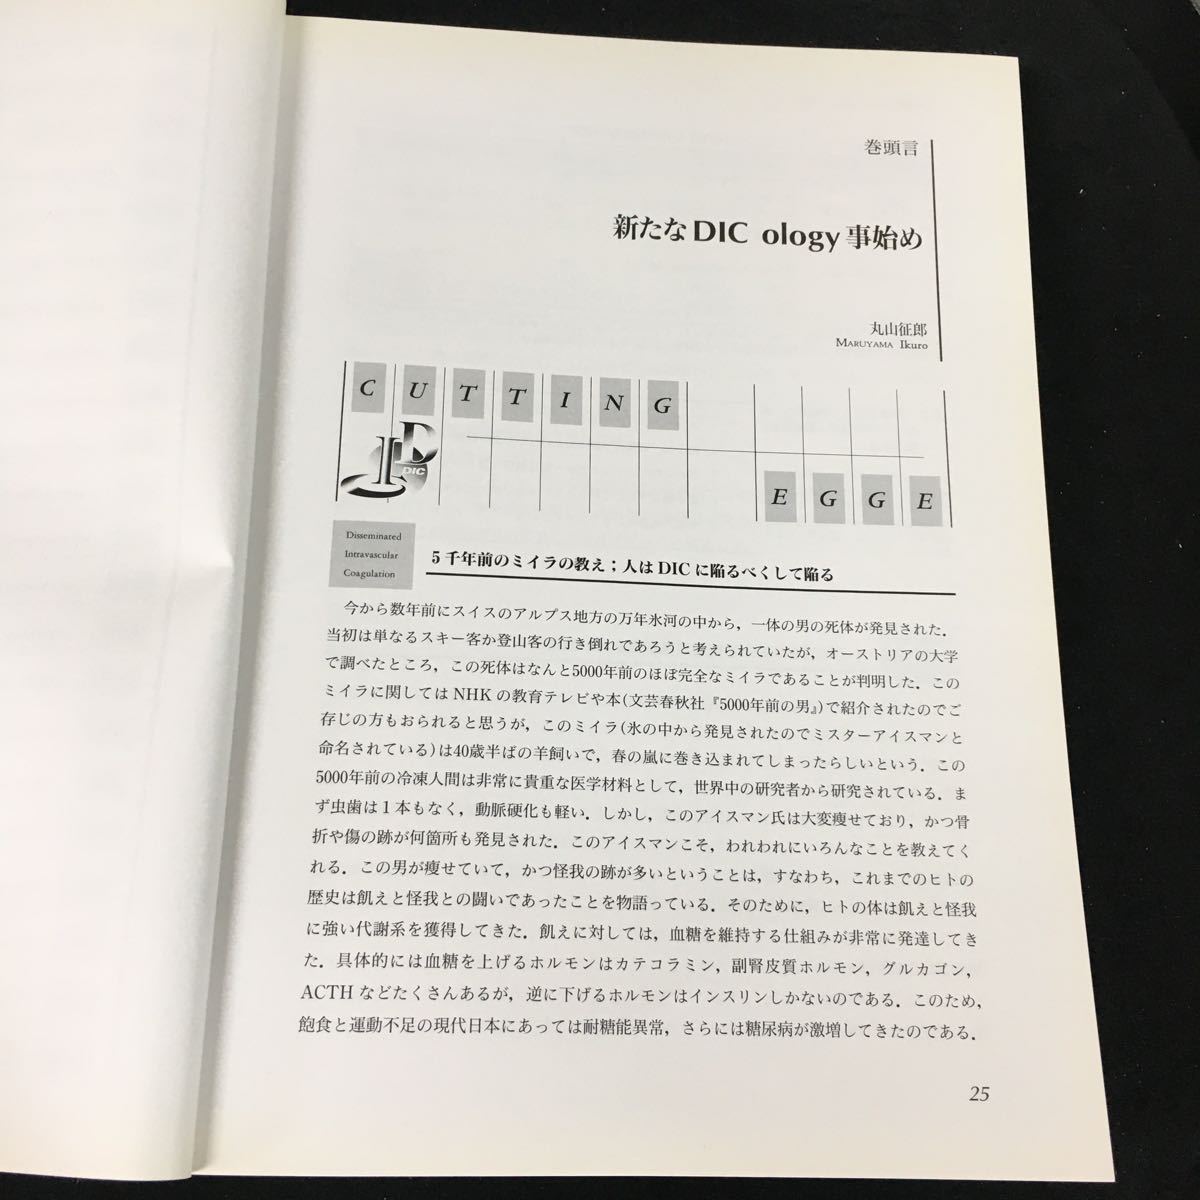 巻頭言
新たなDIC ology事始め
丸山征郎
MARUYAMA Ikuro
CUTTING
DIC
EGGE
Disseminated
Intravascular
Coagulation
5千年前のミイラの教え；人はDICに陥るべくして陥る
今から数年前にスイスのアルプス地方の万年氷河の中から，一体の男の死体が発見された．
当初は単なるスキー客か登山客の行き倒れであろうと考えられていたが，オーストリアの大学
で調べたところ，この死体はなんと5000年前のほぼ完全なミイラであることが判明した．この
ミイラに関してはNHKの教育テレビや本(文芸春秋社『5000年前の男』)で紹介されたのでご
存じの方もおられると思うが，このミイラ(氷の中から発見されたのでミスターアイスマンと
命名されている)は40歳半ばの羊飼いで，春の嵐に巻き込まれてしまったらしいという．この
5000年前の冷凍人間は非常に貴重な医学材料として，世界中の研究者から研究されている．ま
ず虫歯は1本もなく，動脈硬化も軽い．しかし，このアイスマン氏は大変痩せており，かつ骨
折や傷の跡が何箇所も発見された．このアイスマンこそ，われわれにいろんなことを教えてく
れる．この男が痩せていて，かつ怪我の跡が多いということは，すなわち，これまでのヒトの
歴史は飢えと怪我との闘いであったことを物語っている．そのために，ヒトの体は飢えと怪我
に強い代謝系を獲得してきた．飢えに対しては，血糖を維持する仕組みが非常に発達してき
た．具体的には血糖を上げるホルモンはカテコラミン，副腎皮質ホルモン，グルカゴン，
ACTHなどたくさんあるが，逆に下げるホルモンはインスリンしかないのである．このため，
飽食と運動不足の現代日本にあっては耐糖能異常，さらには糖尿病が激増してきたのである．
25